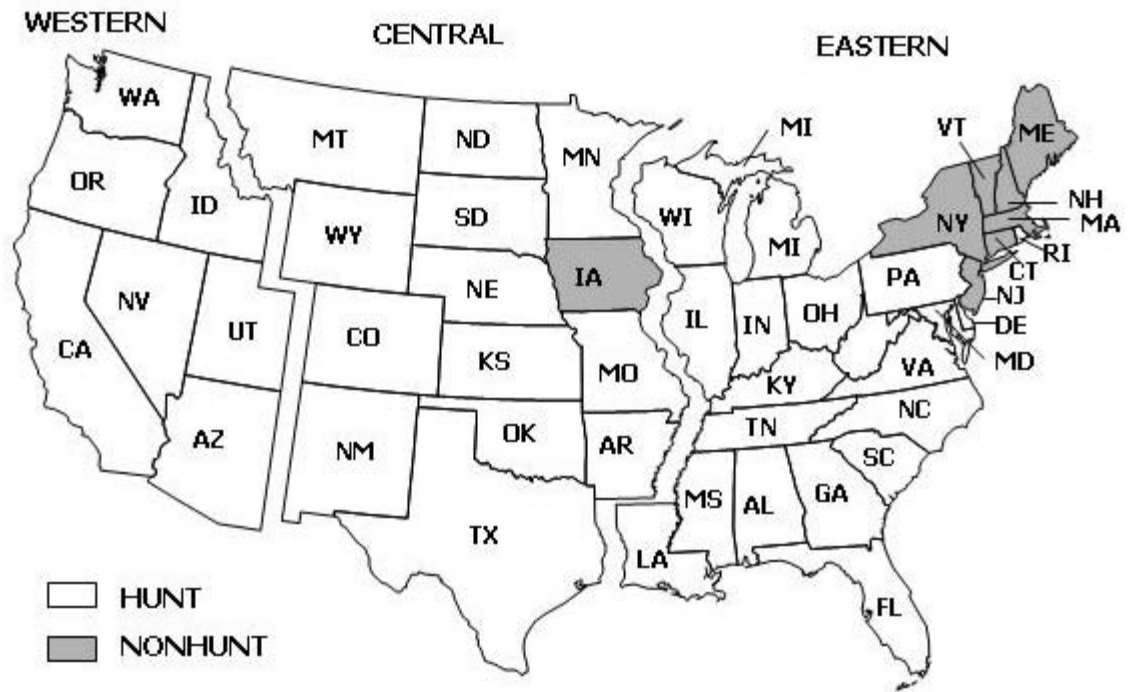 WESTERN
CENTRAL
EASTERN
WA
MT
ND
MN
MI
VT
ME
OR
ID
SD
WI
NH
MA
WY
NY
MI
RI
IA
CT
NV
NE
PA
NJ
UT
CO
IL
IN
OH
DE
CA
KS
MO
VA
MD
KY
AZ
NM
OK
AR
TN
NC
SC
MS
AL
GA
TX
LA
FL
HUNT
NONHUNT